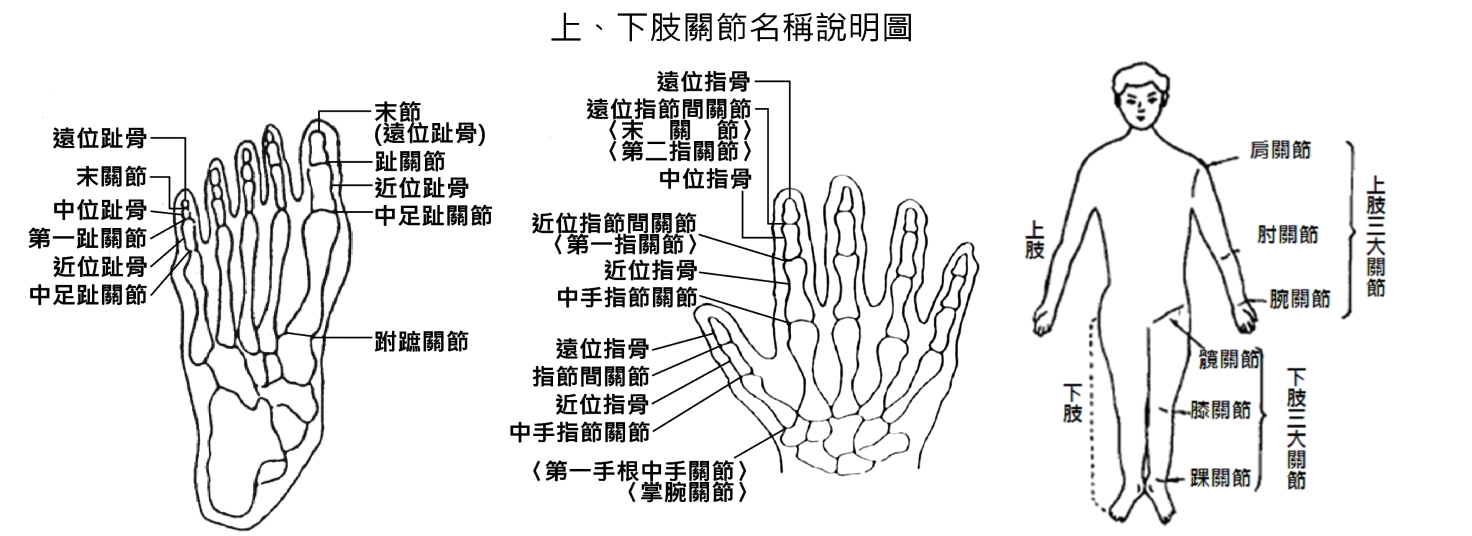 上、下肢關節名稱說明圖
遠位趾骨
末關節
中位趾骨
第一趾關節
近位趾骨
中足趾關節
末節
(遠位趾骨)
趾關節
近位趾骨
中足趾關節
跗蹠關節
遠位指骨
遠位指節間關節
〈末 關 節〉
〈第二指關節〉
中位指骨
近位指節間關節
〈第一指關節〉
近位指骨
中手指節關節
遠位指骨
指節間關節
近位指骨
中手指節關節
〈第一手根中手關節〉
〈掌腕關節〉
上肢
下肢
肩關節
肘關節
腕關節
上肢三大關節
髖關節
膝關節
踝關節
下肢三大關節